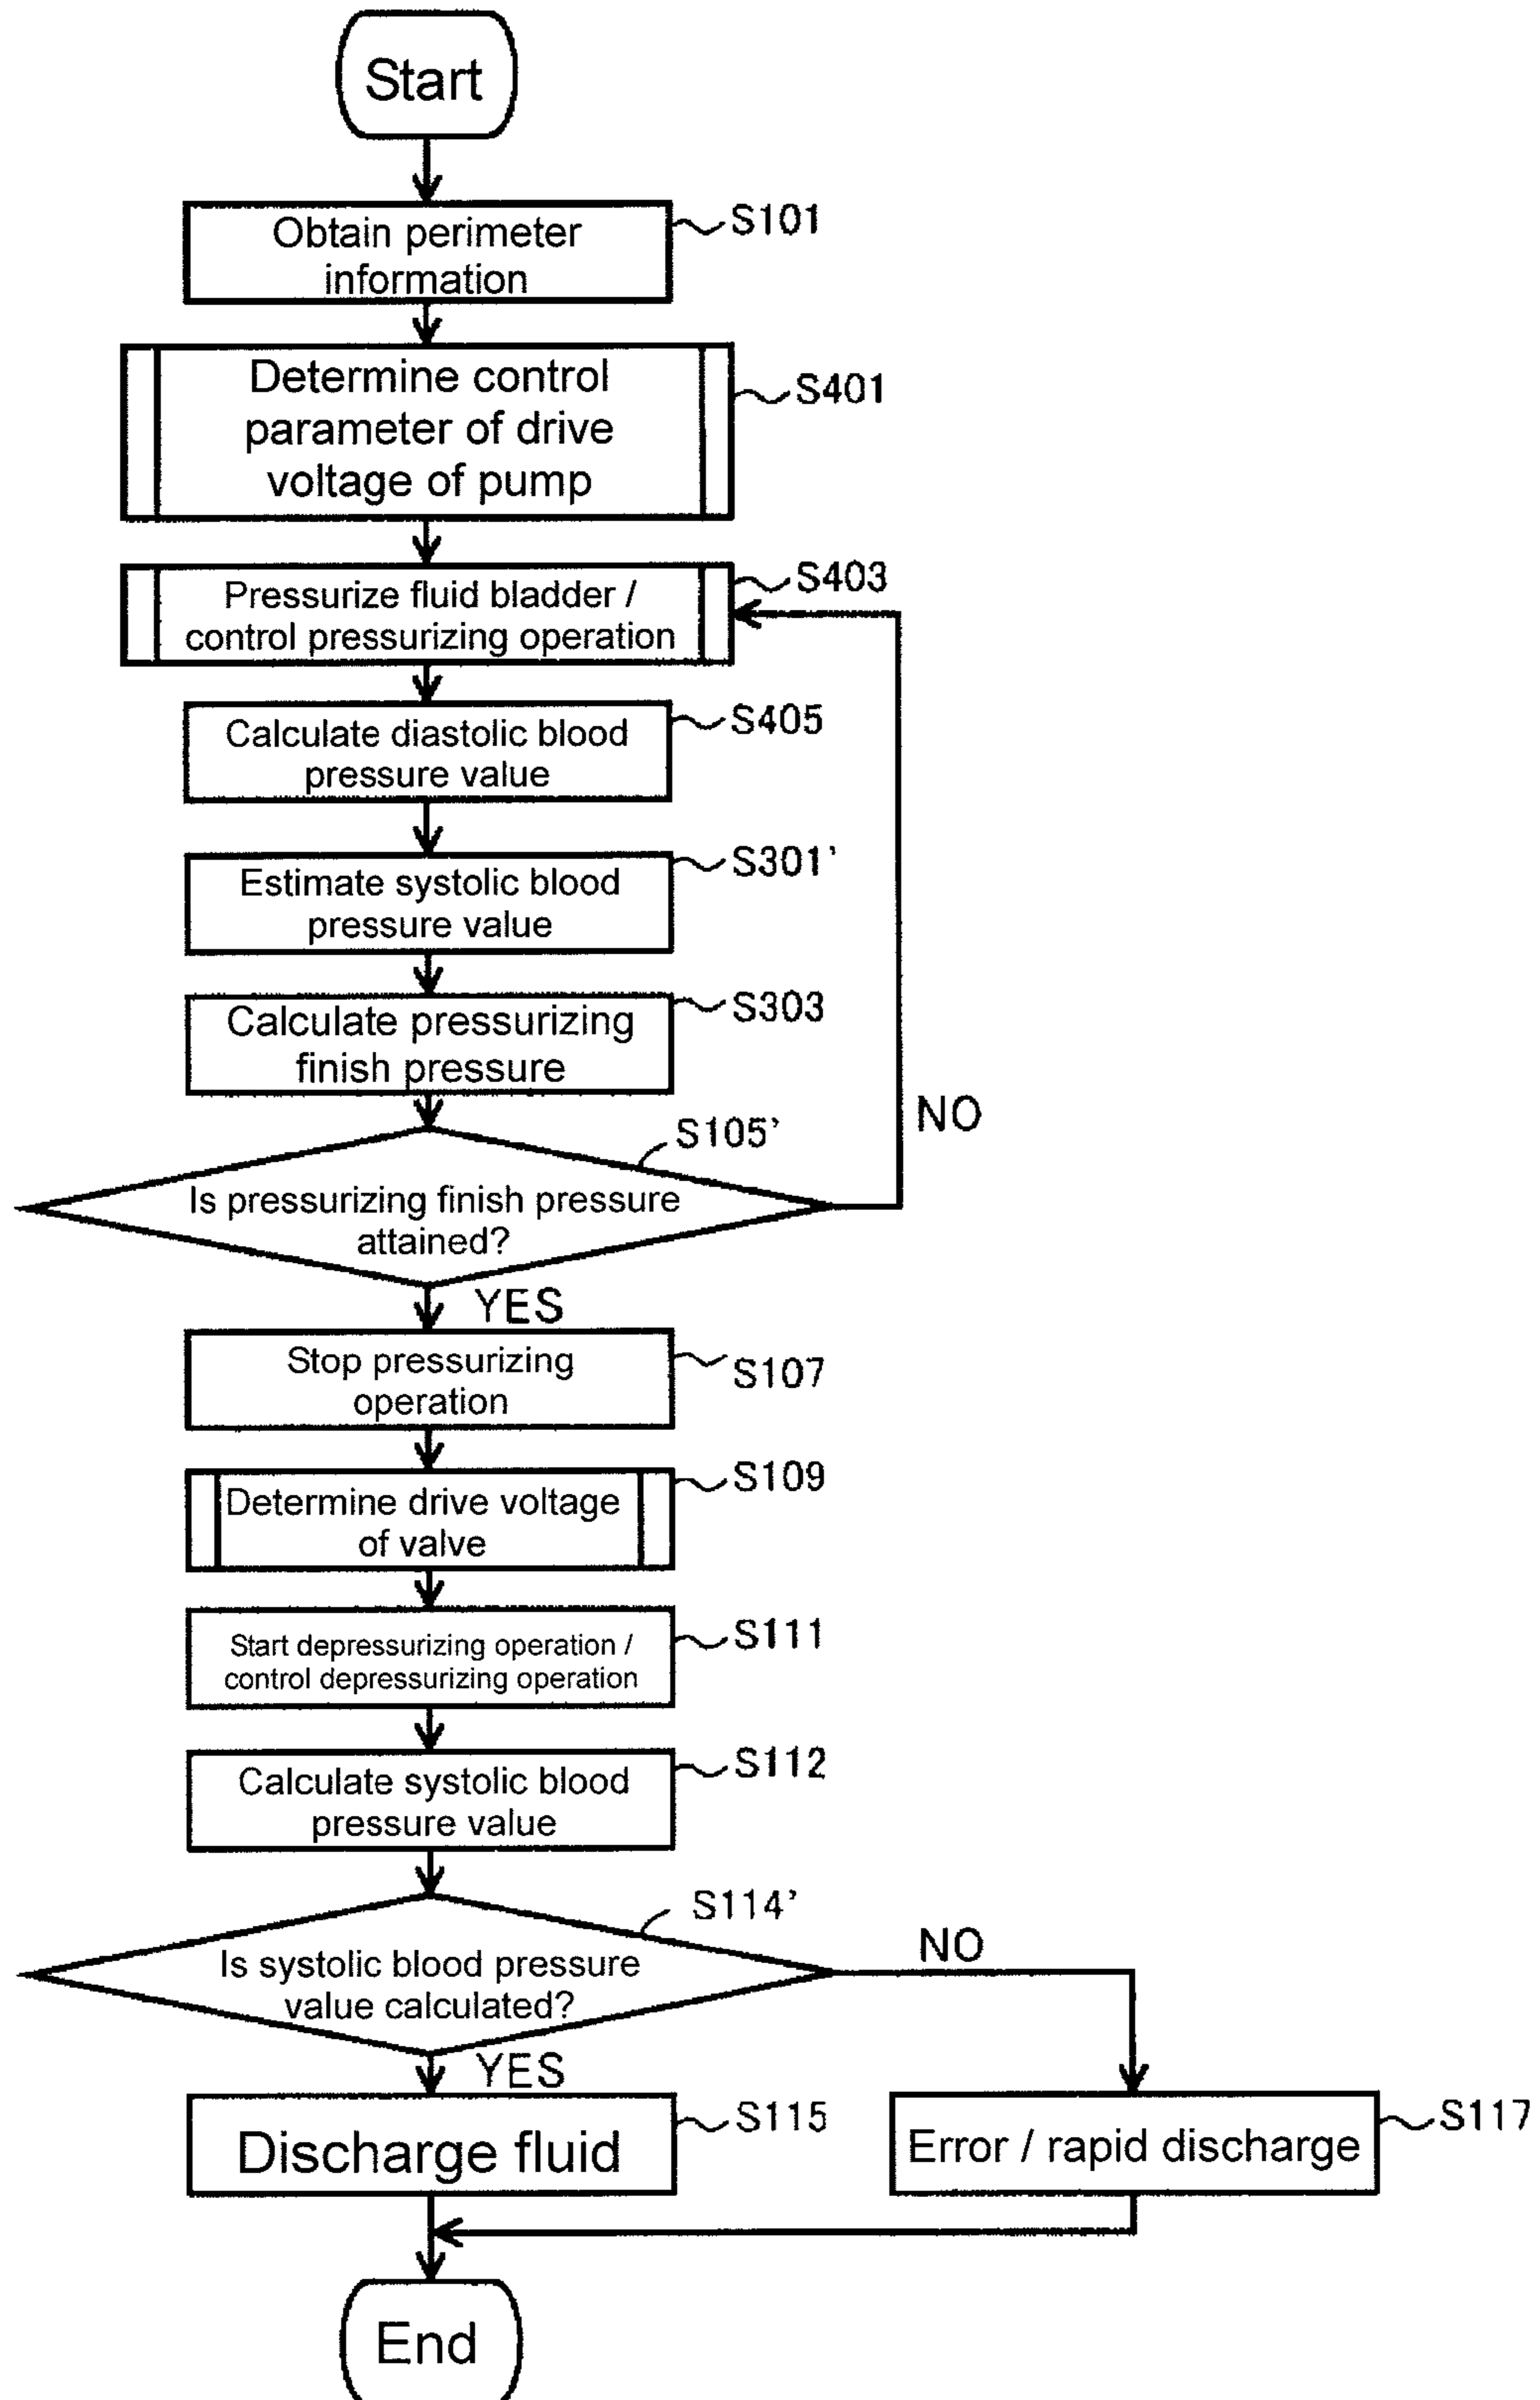 Start
Obtain perimeter
information
S101
Determine control
parameter of drive
voltage of pump
S401
Pressurize fluid bladder /
control pressurizing operation
S403
Calculate diastolic blood
pressure value
S405
Estimate systolic blood
pressure value
S301'
Calculate pressurizing
finish pressure
S303
S105'
Is pressurizing finish pressure
attained?
NO
YES
Stop pressurizing
operation
S107
Determine drive voltage
of valve
S109
Start depressurizing operation /
control depressurizing operation
S111
Calculate systolic blood
pressure value
S112
S114'
Is systolic blood pressure
value calculated?
NO
YES
Discharge fluid
S115
Error / rapid discharge
S117
End